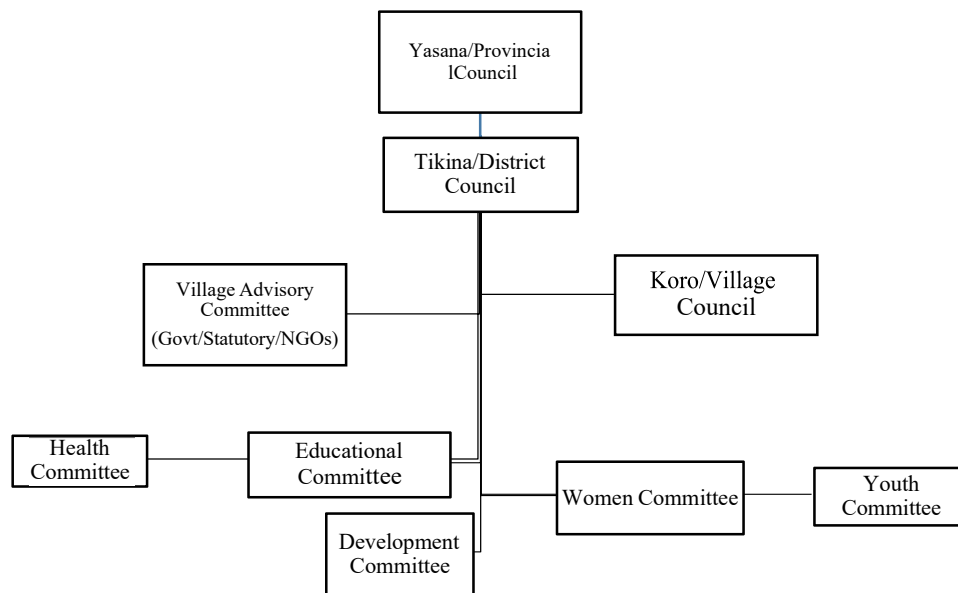 Yasana/Provincia
lCouncil
Tikina/District
Council
Village Advisory
Committee
(Govt/Statutory/NGOs)
Koro/Village
Council
Health
Committee
Educational
Committee
Women Committee
Youth
Committee
Development
Committee